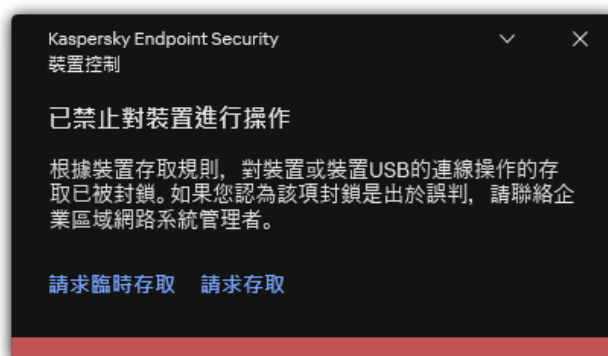 Kaspersky Endpoint Security
裝置控制
已禁止對裝置進行操作
根據裝置存取規則，對裝置或裝置USB的連線操作的存
取已被封鎖。如果您認為該項封鎖是出於誤判，請聯絡企
業區域網路系統管理者。
請求臨時存取 請求存取